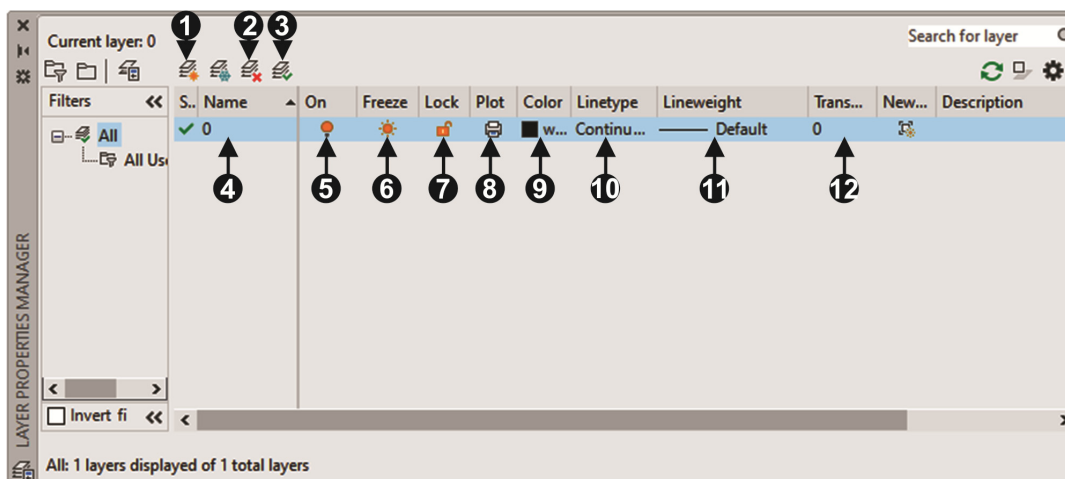 1 2 3
Current layer: 0
Search for layer
Filters
S.. Name On Freeze Lock Plot Color Linetype Lineweight Trans... New... Description
All
0 w... Continu... Default 0
All Use
4 5 6 7 8 9 10 11 12
LAYER PROPERTIES MANAGER
Invert fi
All: 1 layers displayed of 1 total layers